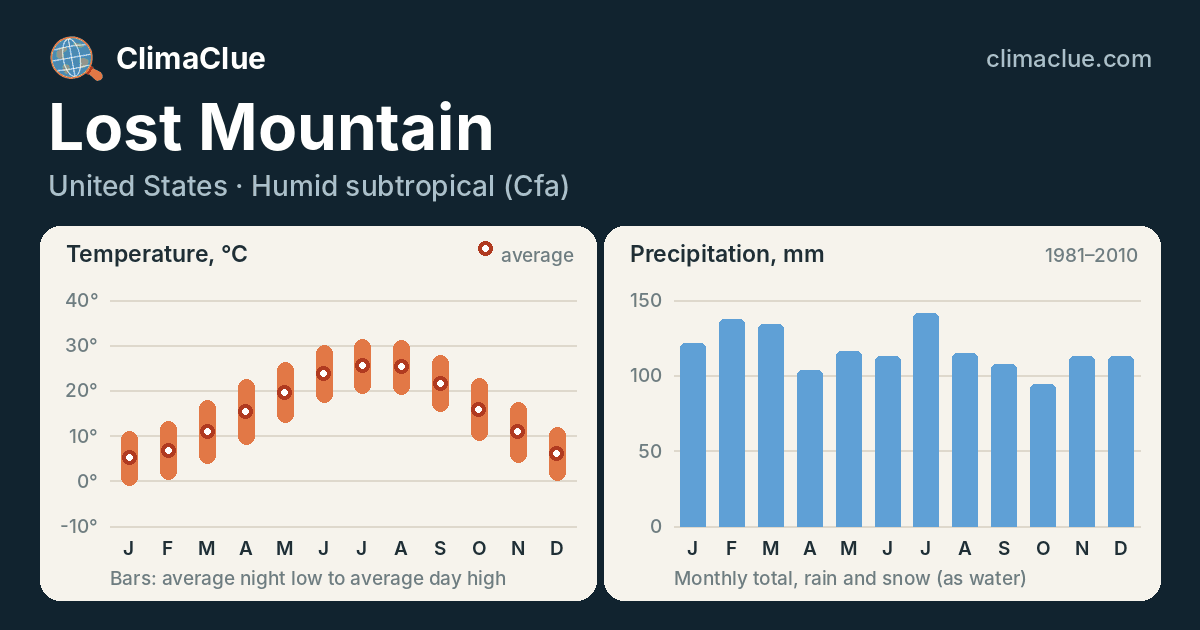 ClimaClue
climaclue.com
Lost Mountain
United States · Humid subtropical (Cfa)
Temperature, °C
average
40°
30°
20°
10°
0°
-10°
J F M A M J J A S O N D
Bars: average night low to average day high
Precipitation, mm
1981–2010
150
100
50
0
J F M A M J J A S O N D
Monthly total, rain and snow (as water)